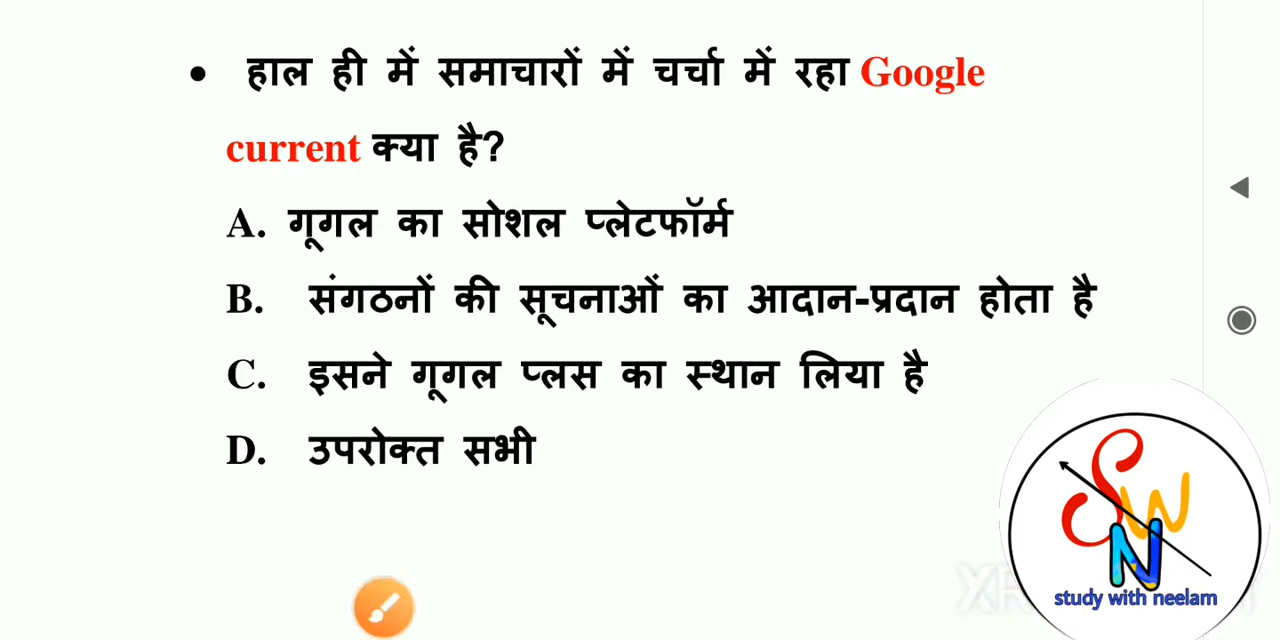 • हाल ही में समाचारों में चर्चा में रहा Google
current क्या है?
A. गूगल का सोशल प्लेटफॉर्म
B. संगठनों की सूचनाओं का आदान-प्रदान होता है
C. इसने गूगल प्लस का स्थान लिया है
D. उपरोक्त सभी
SwN
study with neelam